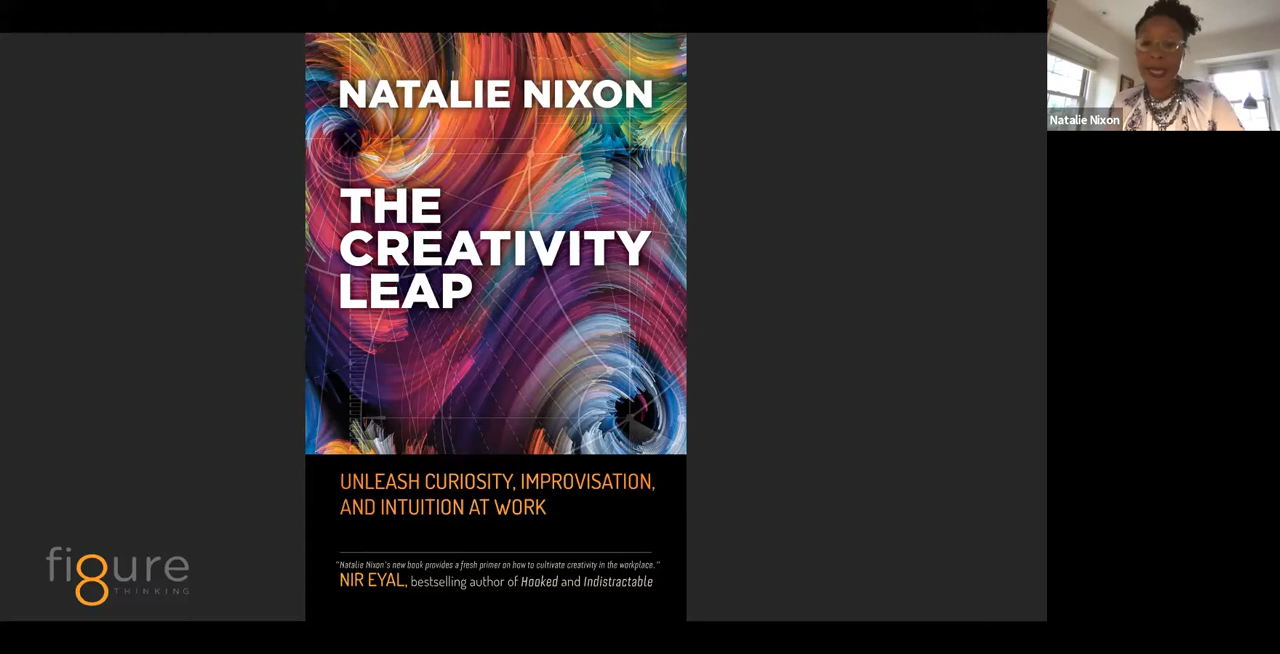 NATALIE NIXON
THE
CREATIVITY
LEAP
UNLEASH CURIOSITY, IMPROVISATION,
AND INTUITION AT WORK
"Natalie Nixon's new book provides a fresh primer on how to cultivate creativity in the workplace."
NIR EYAL, bestselling author of Hooked and Indistractable
fi8ure
THINKING
Natalie Nixon